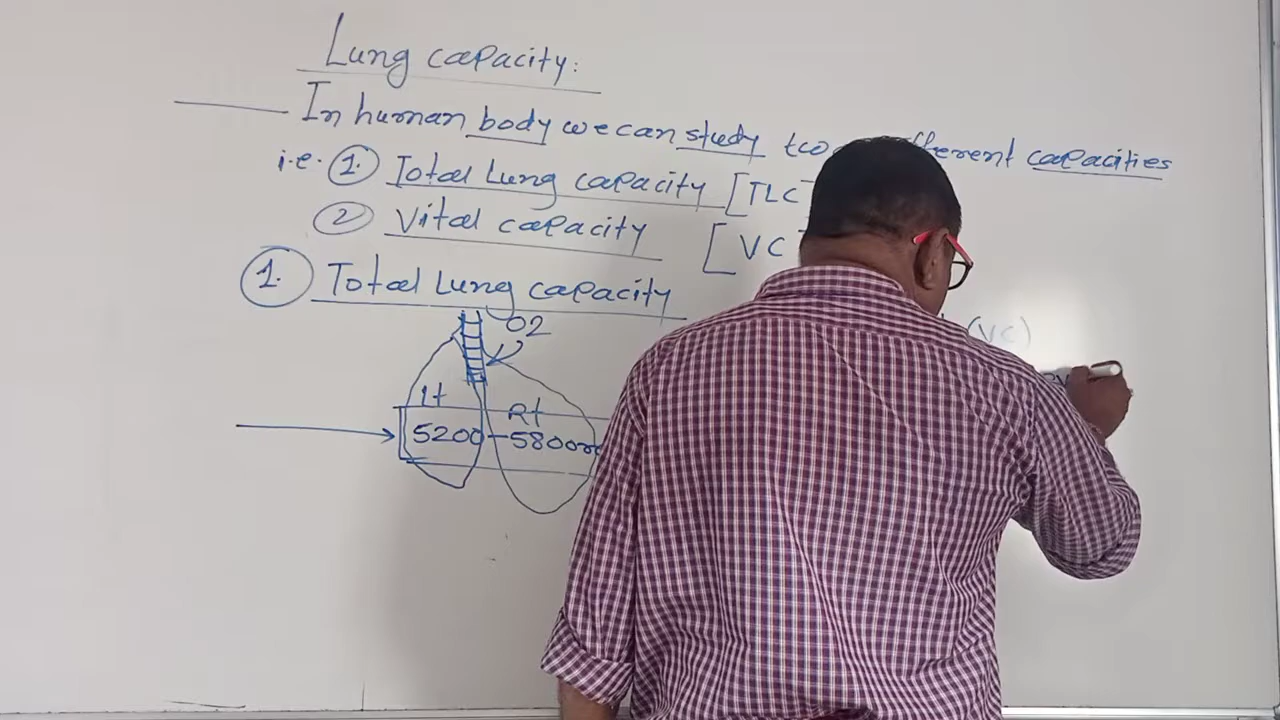 Lung capacity:
In human body we can study two different capacities
i.e. 1. Total Lung capacity [TLC]
2 Vital capacity [VC
1. Total Lung capacity
O2
(VC)
Lt
Rt
5200-5800m